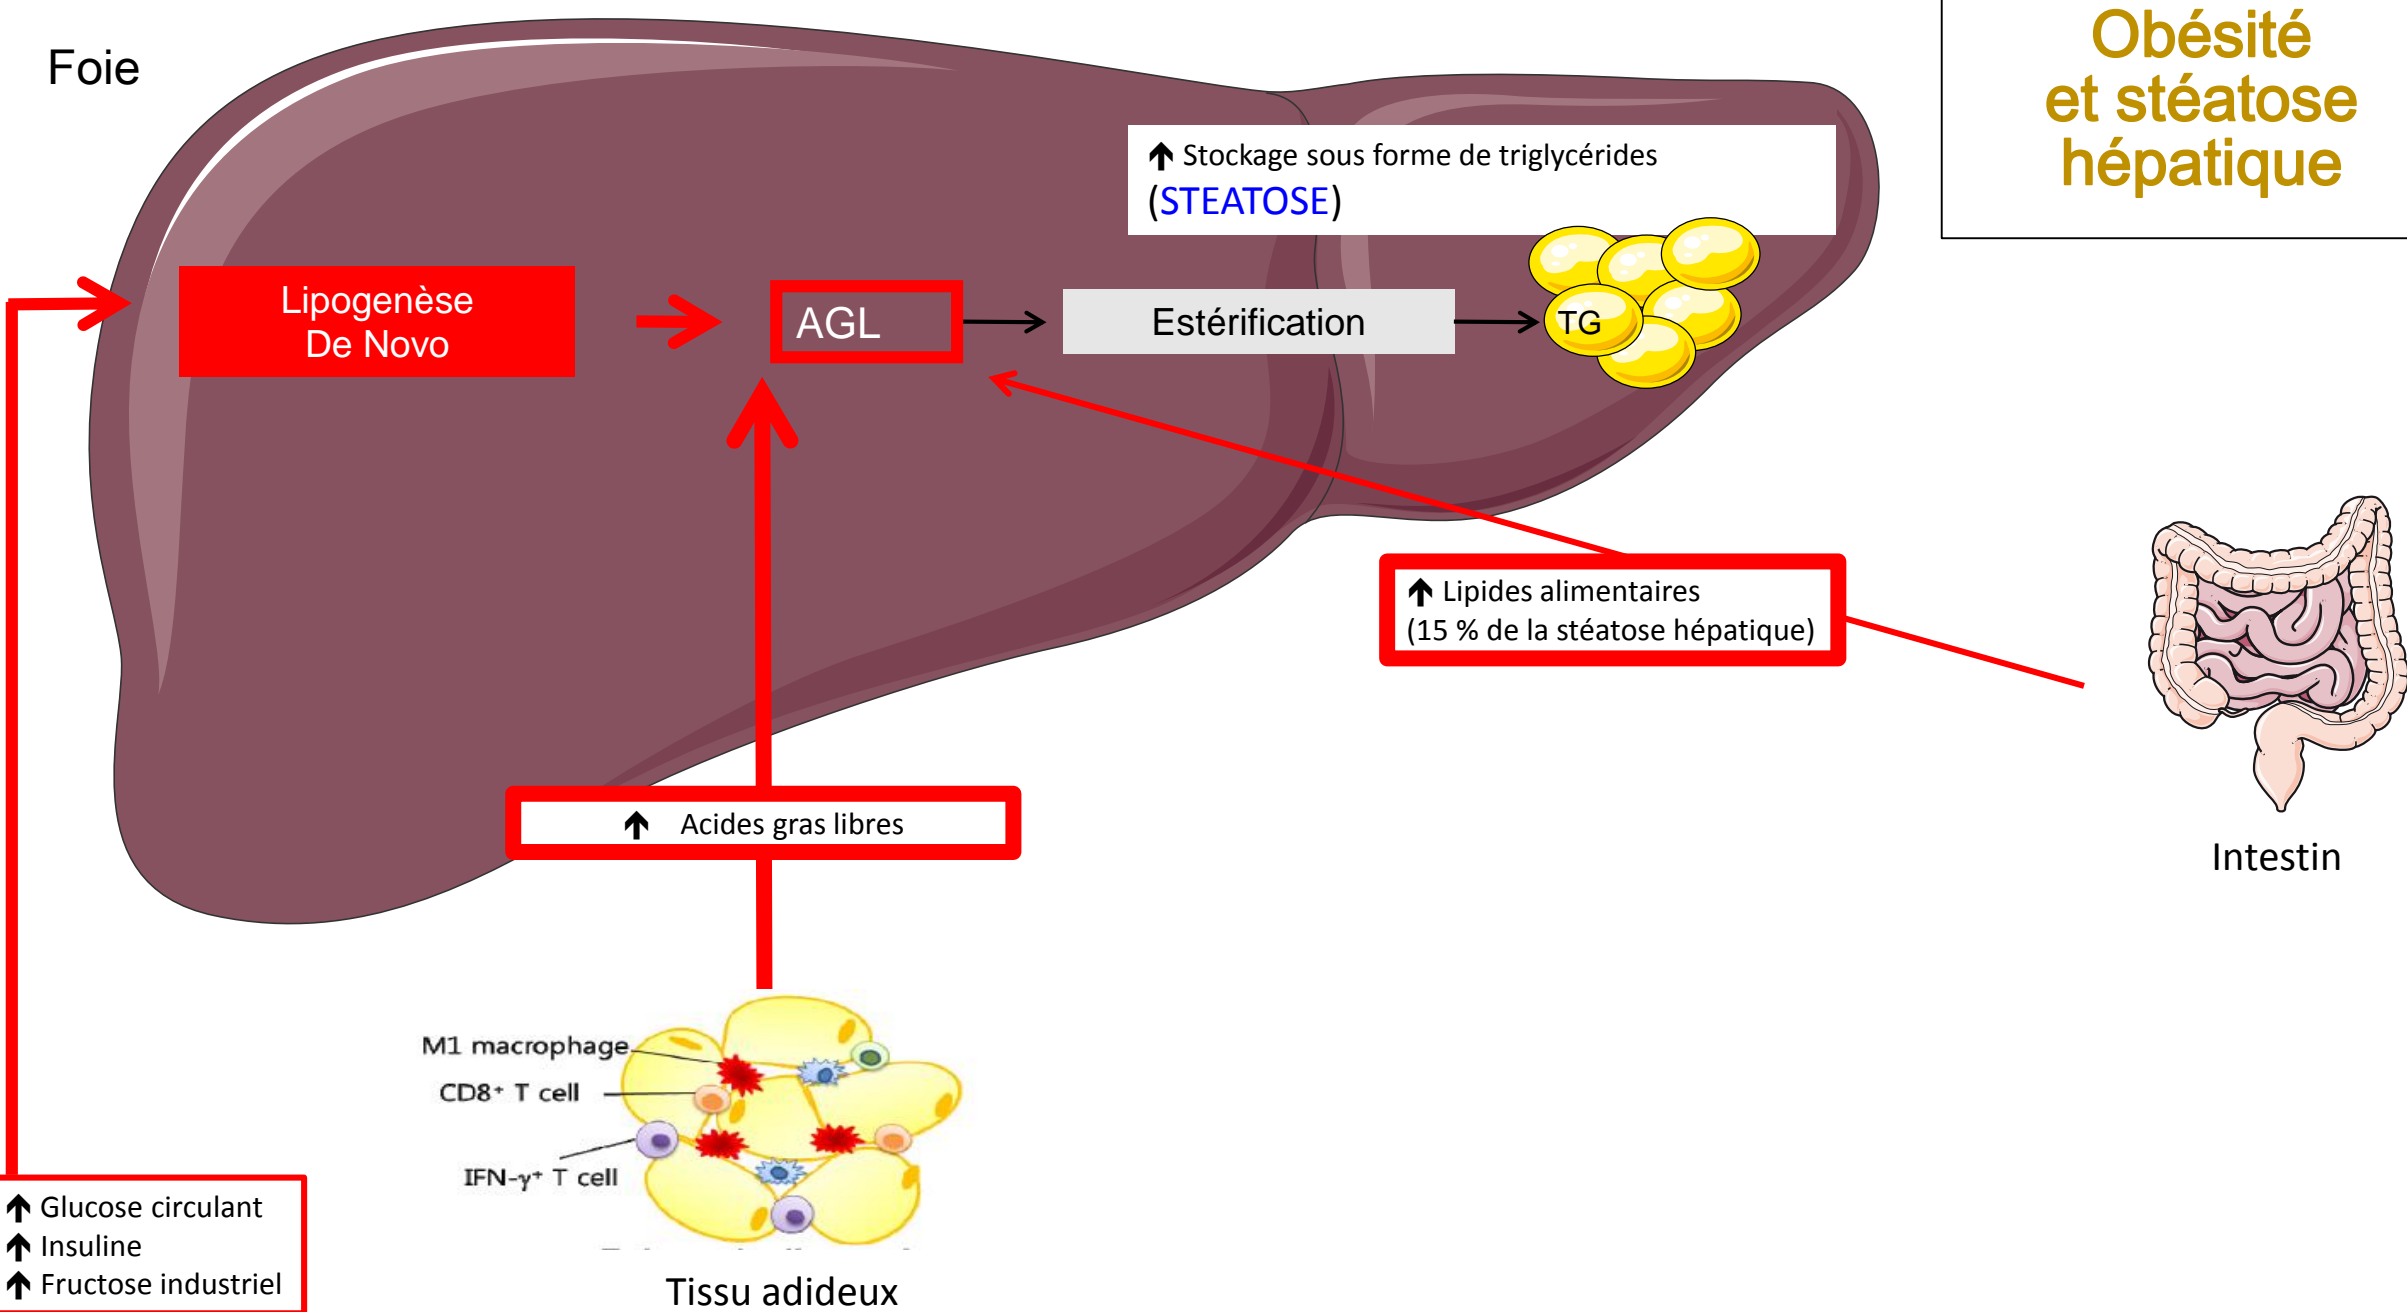 Foie
Obésité
et stéatose
hépatique
↑ Stockage sous forme de triglycérides
(STEATOSE)
Lipogenèse
De Novo
AGL
Estérification
TG
↑ Lipides alimentaires
(15 % de la stéatose hépatique)
Intestin
↑ Acides gras libres
M1 macrophage
CD8⁺ T cell
IFN-γ⁺ T cell
Tissu adideux
↑ Glucose circulant
↑ Insuline
↑ Fructose industriel